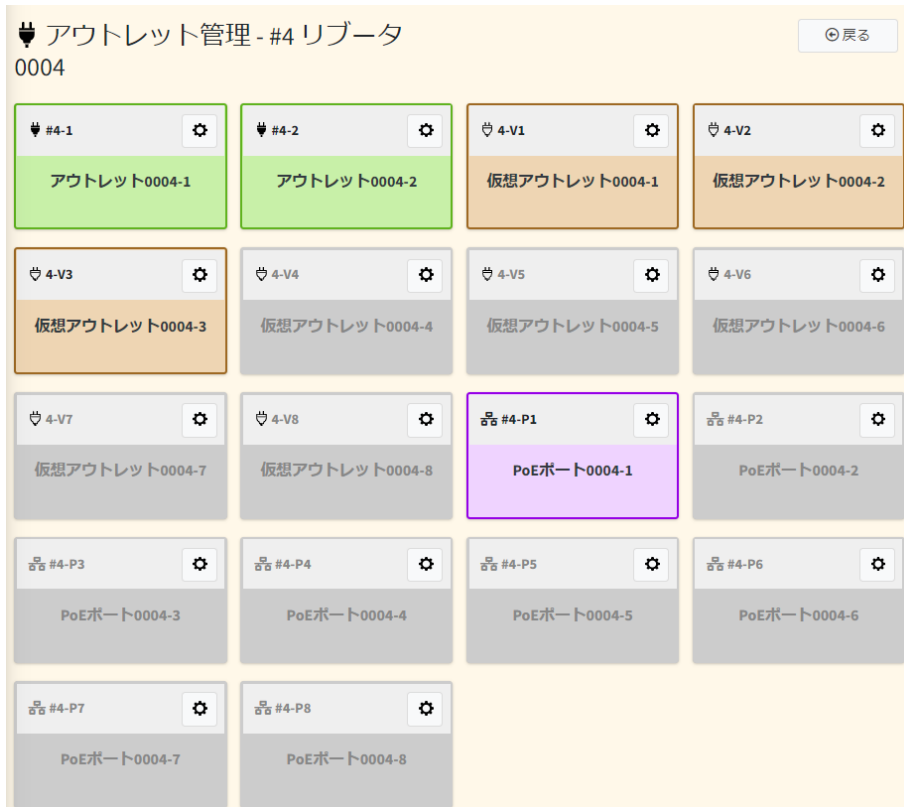 アウトレット管理 - #4 リブータ
0004
戻る
#4-1
アウトレット0004-1
#4-2
アウトレット0004-2
4-V1
仮想アウトレット0004-1
4-V2
仮想アウトレット0004-2
4-V3
仮想アウトレット0004-3
4-V4
仮想アウトレット0004-4
4-V5
仮想アウトレット0004-5
4-V6
仮想アウトレット0004-6
4-V7
仮想アウトレット0004-7
4-V8
仮想アウトレット0004-8
#4-P1
PoEポート0004-1
#4-P2
PoEポート0004-2
#4-P3
PoEポート0004-3
#4-P4
PoEポート0004-4
#4-P5
PoEポート0004-5
#4-P6
PoEポート0004-6
#4-P7
PoEポート0004-7
#4-P8
PoEポート0004-8